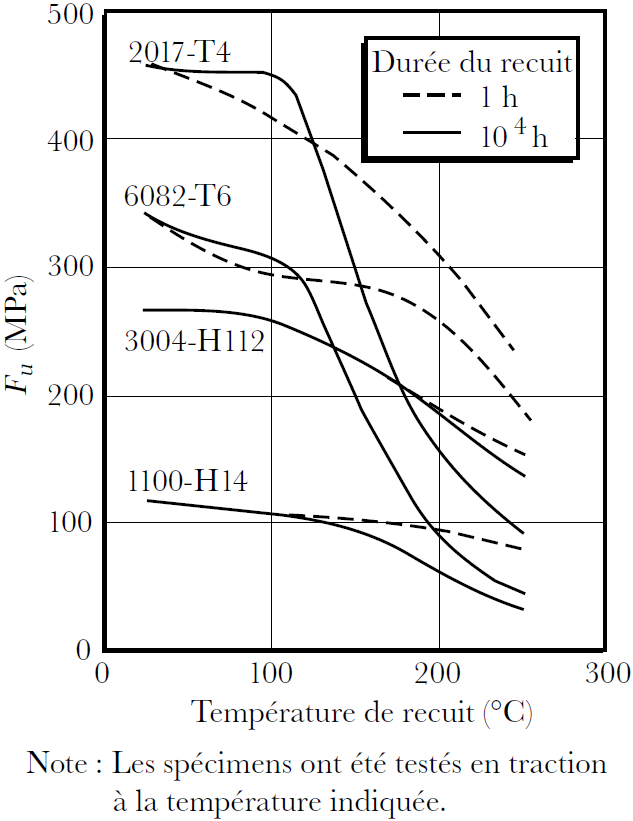 500
2017-T4
Durée du recuit
1 h
10⁴ h
400
6082-T6
300
3004-H112
Fu (MPa)
200
1100-H14
100
0
0 100 200 300
Température de recuit (°C)
Note : Les spécimens ont été testés en traction
à la température indiquée.